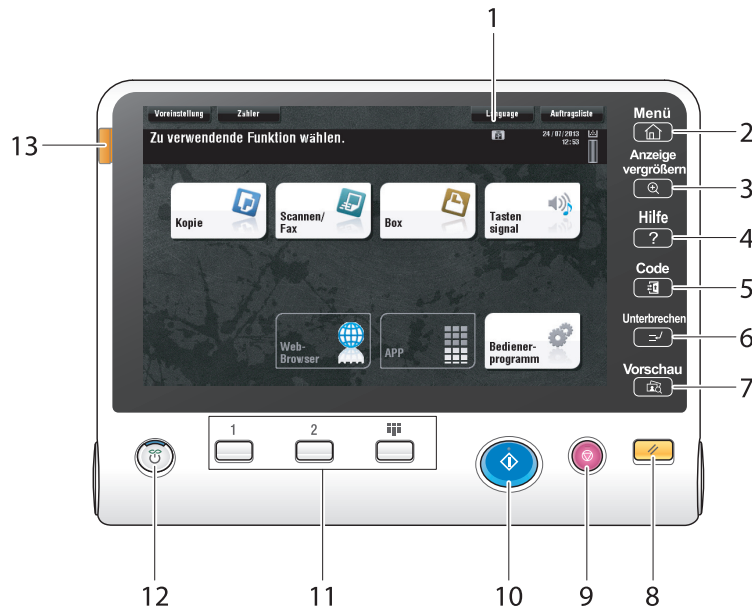 1
Voreinstellung Zahler Language Auftragsliste
Zu verwendende Funktion wählen.
24/07/2013
12:53
Menü
2
Anzeige
vergrößern
3
Hilfe
?
4
Code
5
Unterbrechen
6
Vorschau
7
13
Kopie
Scannen/
Fax
Box
Tasten
signal
Web-
Browser
APP
Bediener-
programm
1 2
12 11 10 9 8